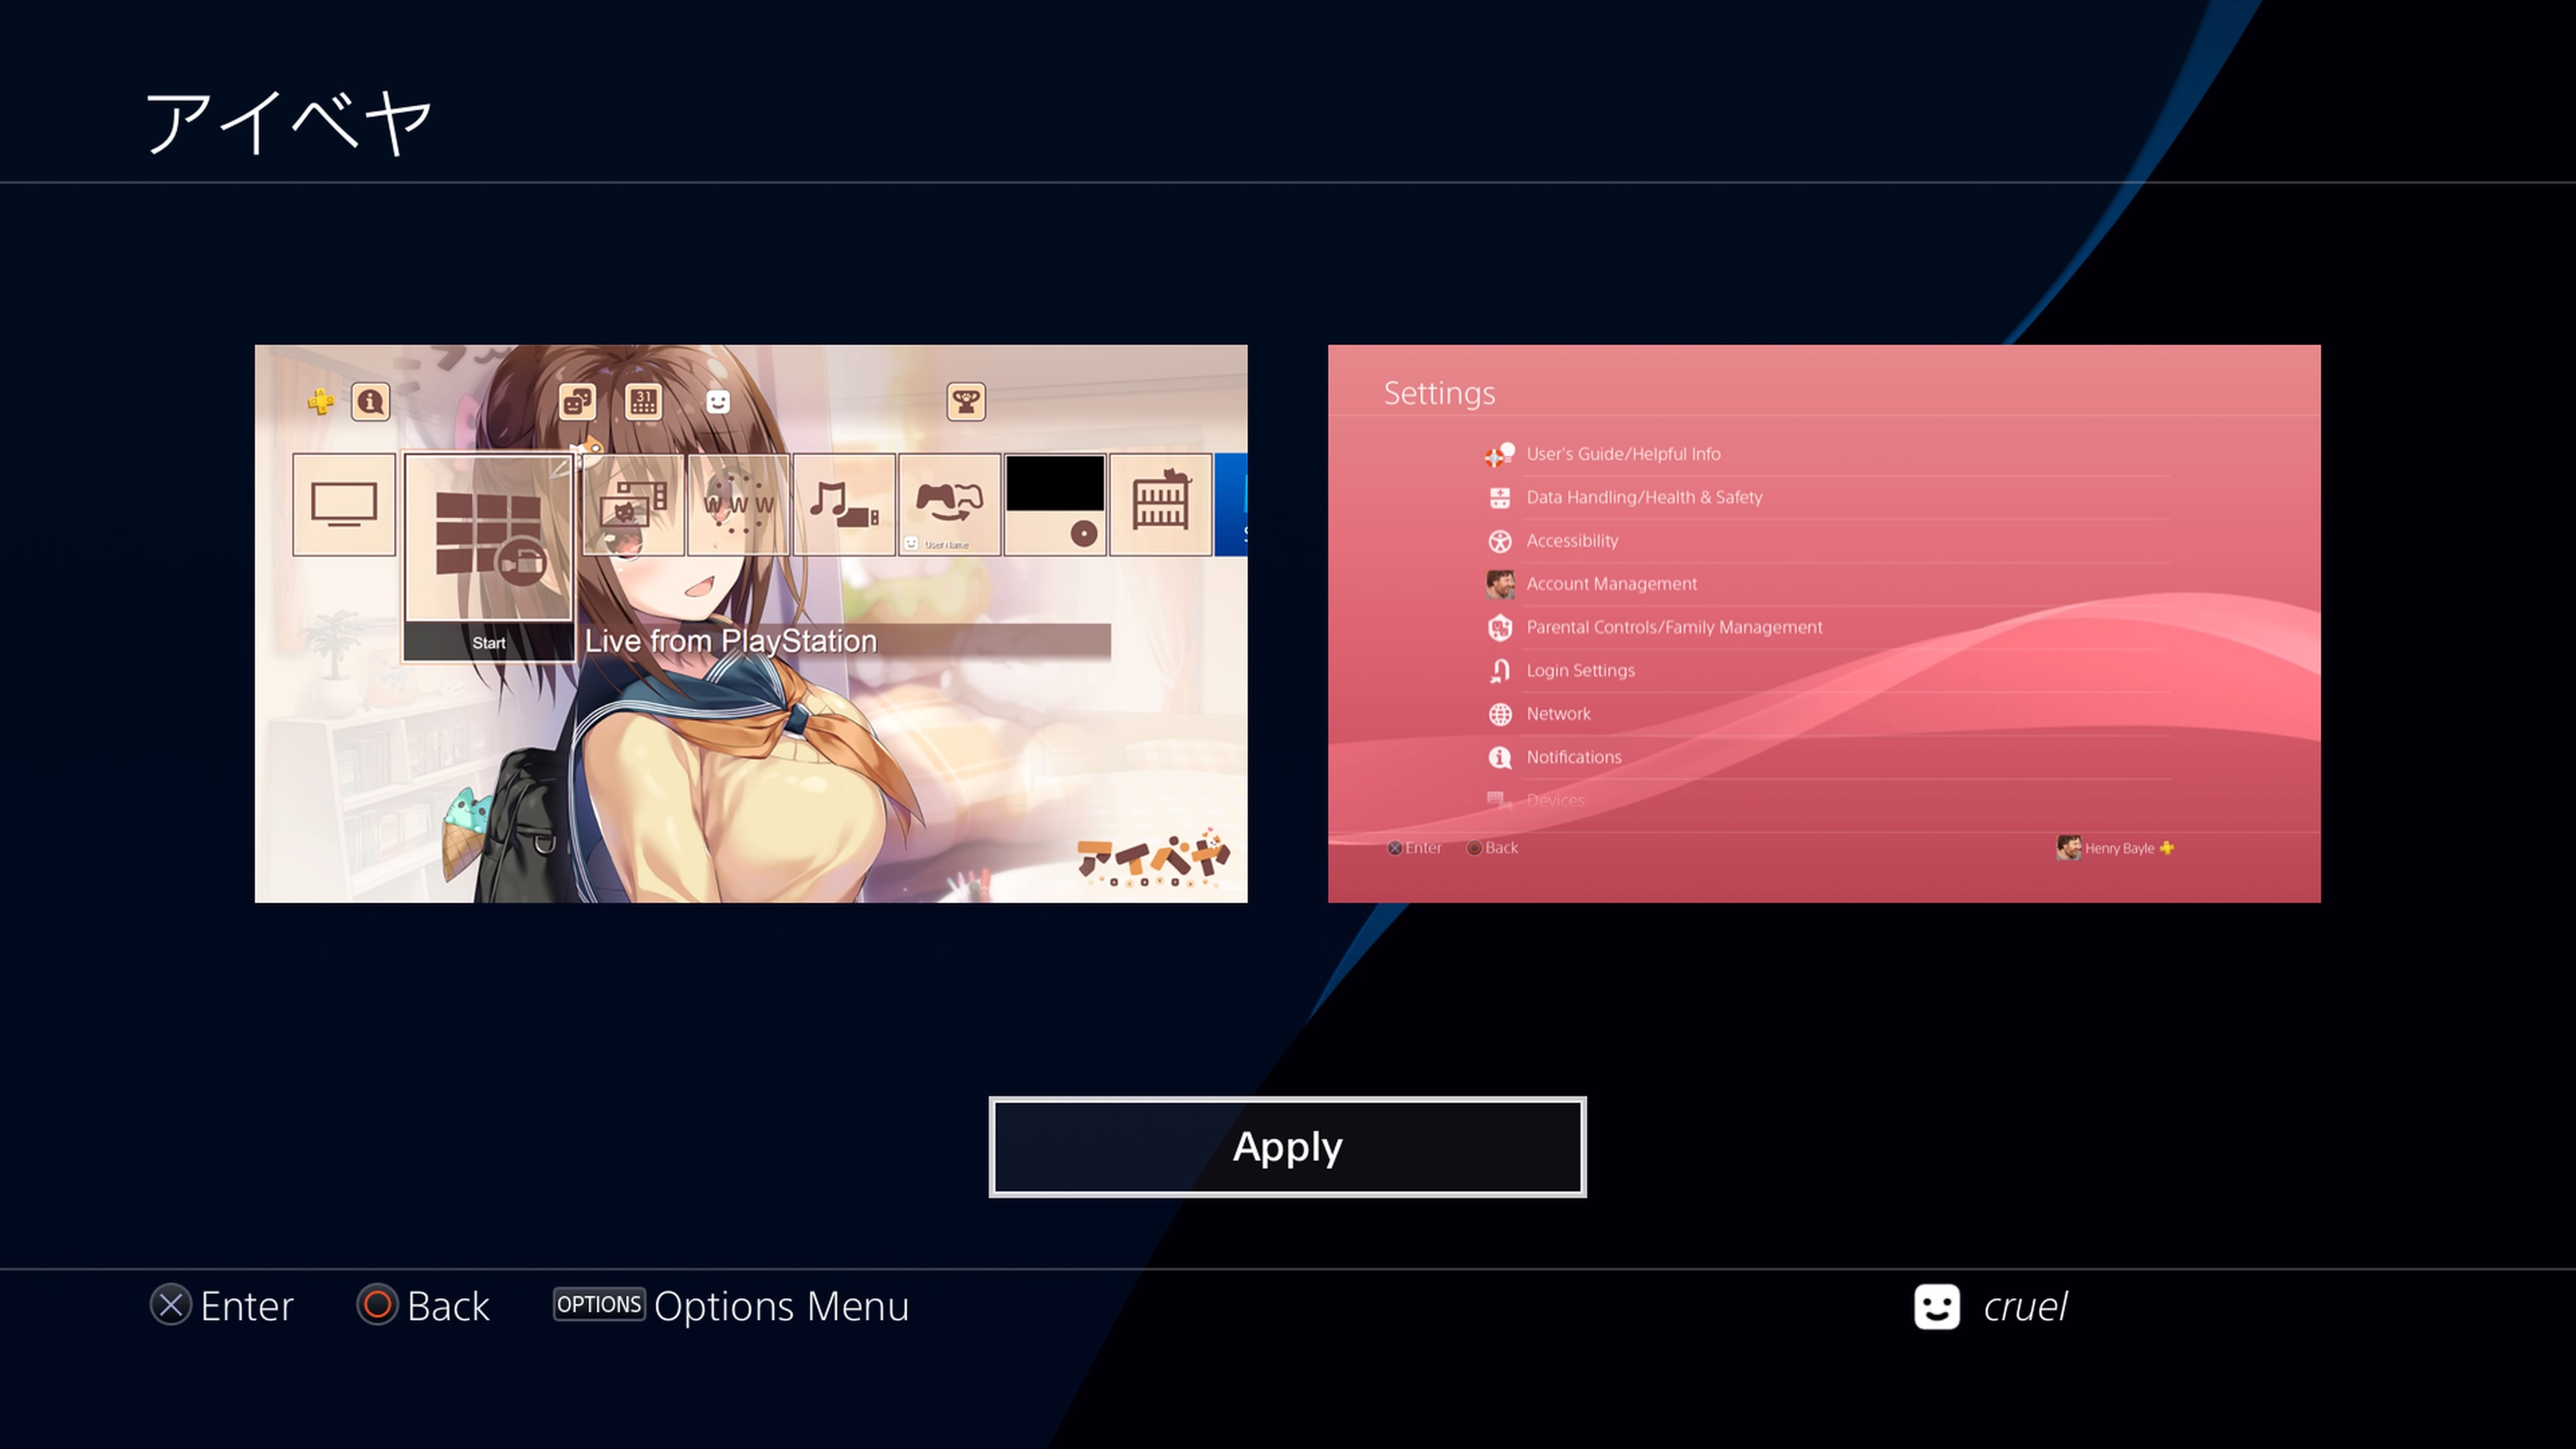 アイベヤ
31
W W W
User Name
Start
Live from PlayStation
アイベヤ
Settings
User's Guide/Helpful Info
Data Handling/Health & Safety
Accessibility
Account Management
Parental Controls/Family Management
Login Settings
Network
Notifications
Devices
Enter
Back
Henry Bayle
Apply
Enter
Back
OPTIONS
Options Menu
cruel